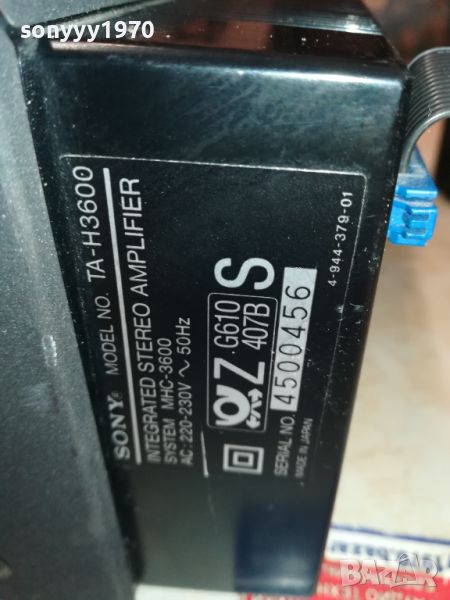 sonyyy1970
SONY® MODEL NO. TA-H3600
INTEGRATED STEREO AMPLIFIER
SYSTEM MHC-3600
AC: 220-230V ~ 50Hz
Z G610
407B
S
SERIAL NO. 4500456
MADE IN JAPAN
4-944-379-01
BAZAR